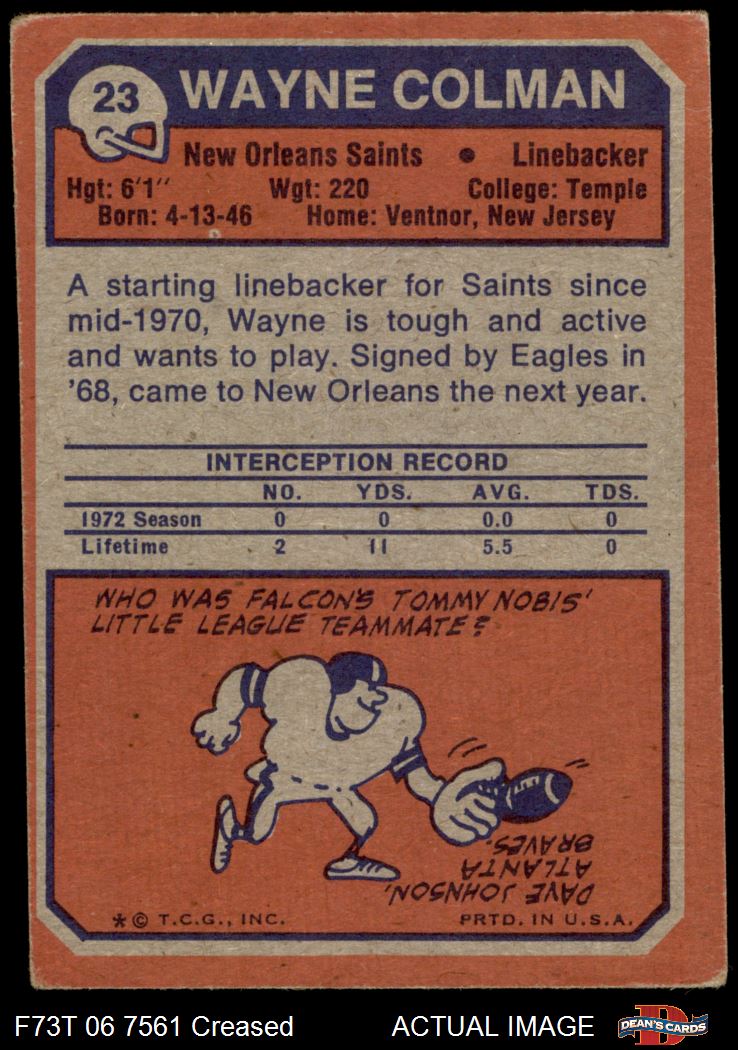 23
WAYNE COLMAN
New Orleans Saints • Linebacker
Hgt: 6'1" Wgt: 220 College: Temple
Born: 4-13-46 Home: Ventnor, New Jersey
A starting linebacker for Saints since
mid-1970, Wayne is tough and active
and wants to play. Signed by Eagles in
'68, came to New Orleans the next year.
INTERCEPTION RECORD
NO. YDS. AVG. TDS.
1972 Season 0 0 0.0 0
Lifetime 2 11 5.5 0
WHO WAS FALCON'S TOMMY NOBIS'
LITTLE LEAGUE TEAMMATE?
DAVE JOHNSON,
ATLANTA
BRAVES.
* © T.C.G., INC. PRTD. IN U.S.A.
F73T 06 7561 Creased ACTUAL IMAGE
D
DEAN'S CARDS